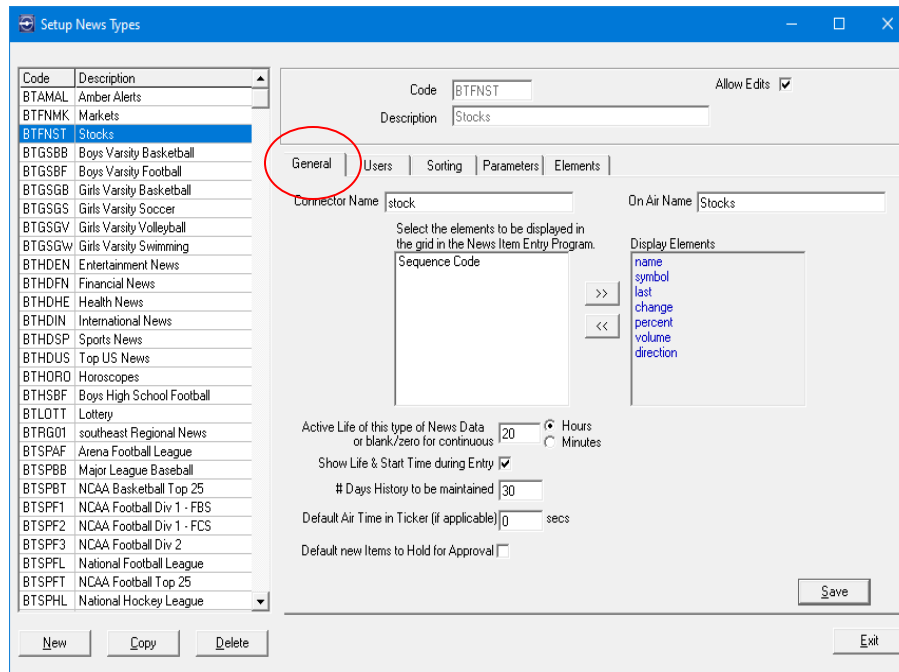 Setup News Types
Code Description
BTAMAL Amber Alerts
BTFNMK Markets
BTFNST Stocks
BTGSBB Boys Varsity Basketball
BTGSBF Boys Varsity Football
BTGSGB Girls Varsity Basketball
BTGSGS Girls Varsity Soccer
BTGSGV Girls Varsity Volleyball
BTGSGW Girls Varsity Swimming
BTHDEN Entertainment News
BTHDFN Financial News
BTHDHE Health News
BTHDIN International News
BTHDSP Sports News
BTHDUS Top US News
BTHORO Horoscopes
BTHSBF Boys High School Football
BTLOTT Lottery
BTRG01 southeast Regional News
BTSPAF Arena Football League
BTSPBB Major League Baseball
BTSPBT NCAA Basketball Top 25
BTSPF1 NCAA Football Div 1 - FBS
BTSPF2 NCAA Football Div 1 - FCS
BTSPF3 NCAA Football Div 2
BTSPFL National Football League
BTSPFT NCAA Football Top 25
BTSPHL National Hockey League
New Copy Delete
Code BTFNST Allow Edits
Description Stocks
General Users Sorting Parameters Elements
Connector Name stock On Air Name Stocks
Select the elements to be displayed in
the grid in the News Item Entry Program.
Sequence Code
>>
<<
Display Elements
name
symbol
last
change
percent
volume
direction
Active Life of this type of News Data
or blank/zero for continuous 20 Hours
Minutes
Show Life & Start Time during Entry
# Days History to be maintained 30
Default Air Time in Ticker (if applicable) 0 secs
Default new Items to Hold for Approval
Save
Exit